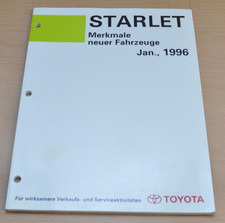 STARLET
Merkmale
neuer Fahrzeuge
Jan., 1996
Für wirksamere Verkaufs- und Serviceaktivitäten
TOYOTA